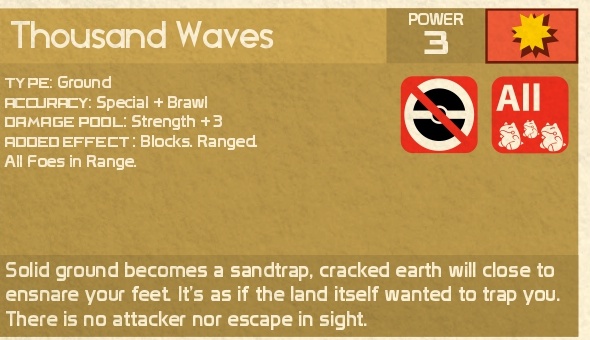 Thousand Waves
POWER
3
TYPE: Ground
ACCURACY: Special + Brawl
DAMAGE POOL: Strength +3
ADDED EFFECT: Blocks. Ranged.
All Foes in Range.
All
Solid ground becomes a sandtrap, cracked earth will close to
ensnare your feet. It's as if the land itself wanted to trap you.
There is no attacker nor escape in sight.